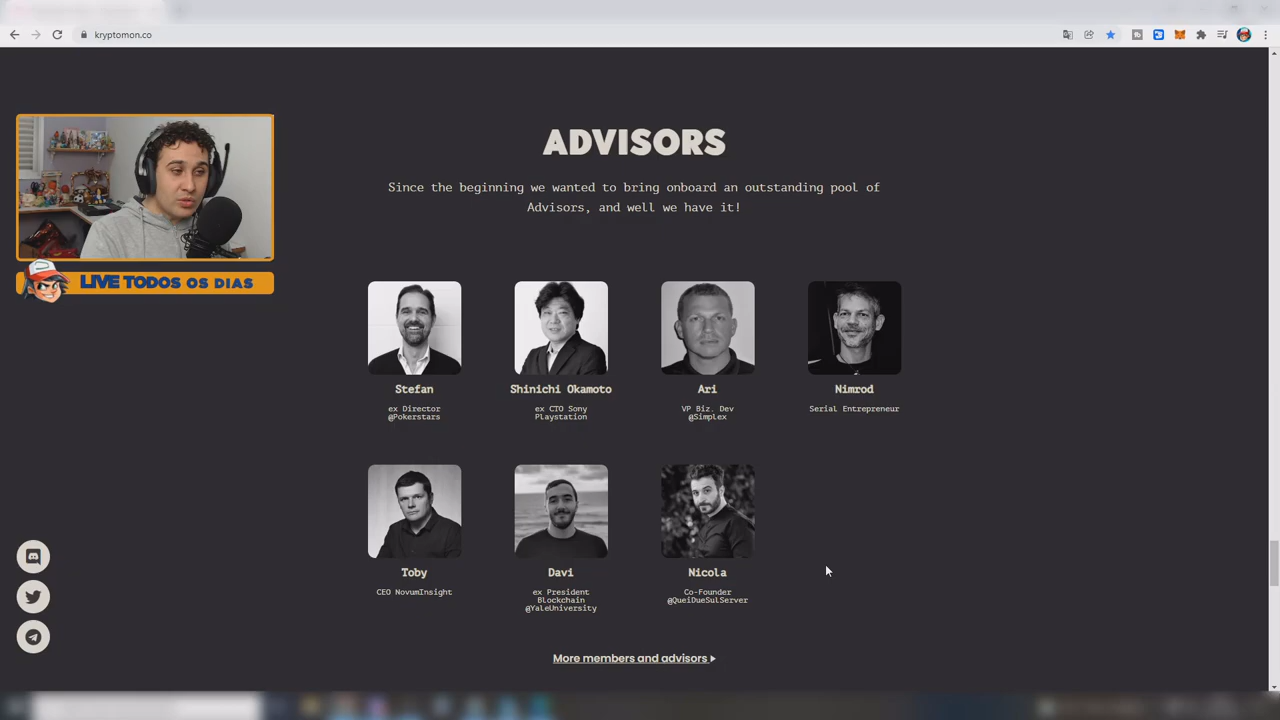 kryptomon.co
ADVISORS
Since the beginning we wanted to bring onboard an outstanding pool of
Advisors, and well we have it!
LIVE TODOS OS DIAS
Stefan
ex Director
@Pokerstars
Shinichi Okamoto
ex CTO Sony
Playstation
Ari
VP Biz. Dev
@Simplex
Nimrod
Serial Entrepreneur
Toby
CEO NovumInsight
Davi
ex President
Blockchain
@YaleUniversity
Nicola
Co-Founder
@QueiDueSulServer
More members and advisors